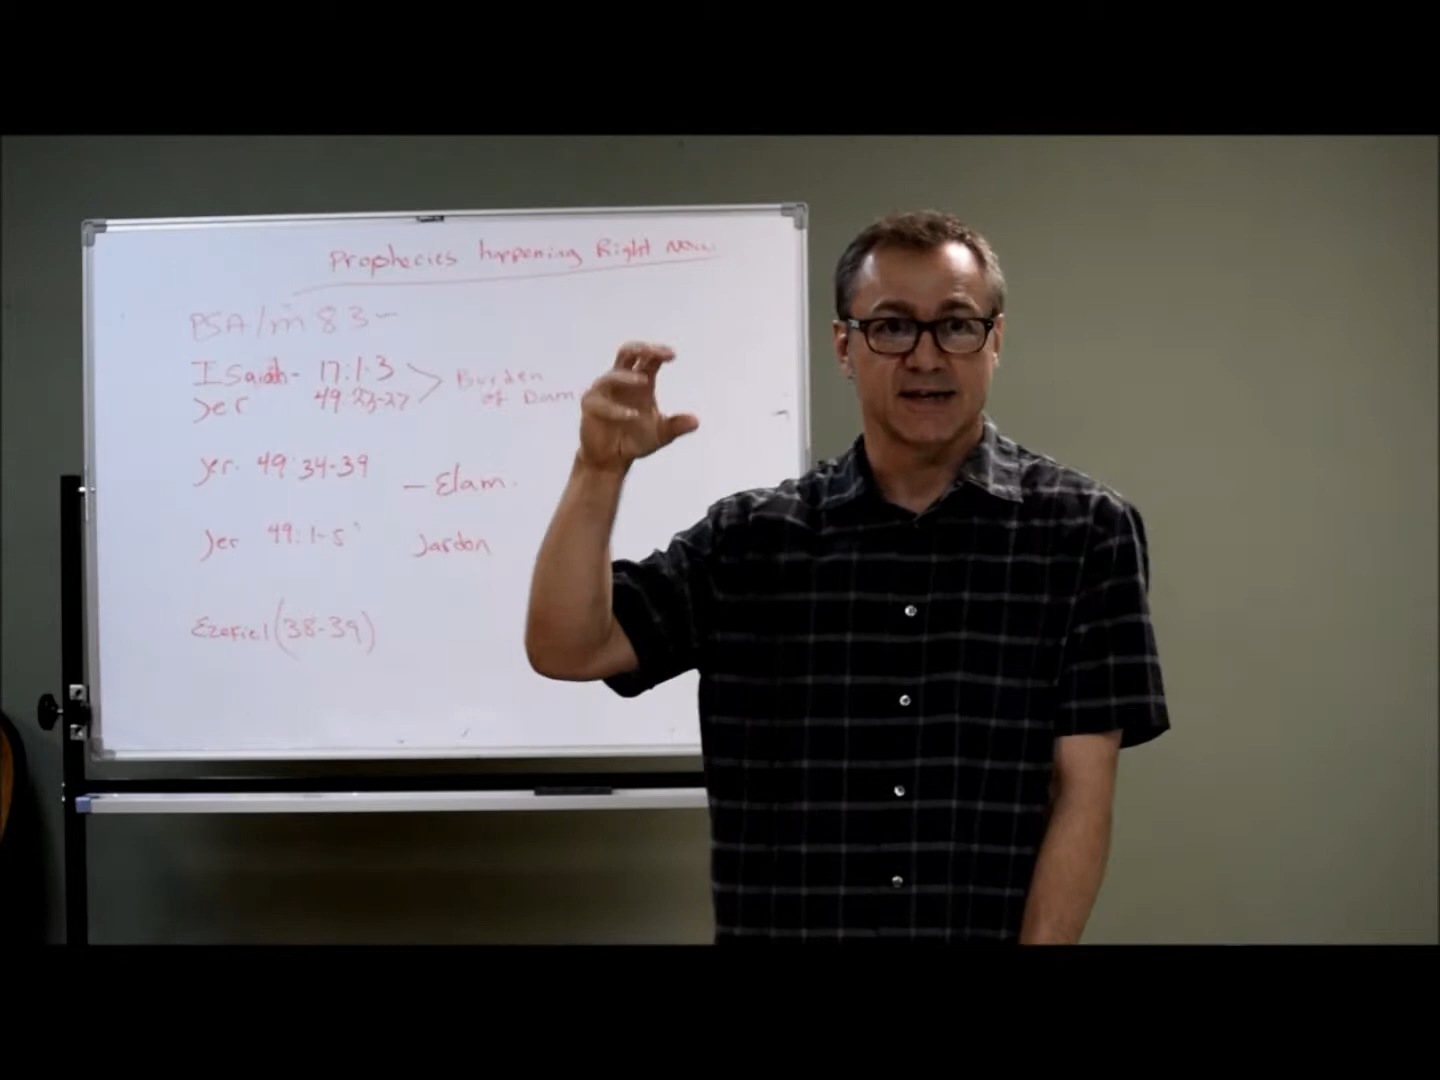 Prophecies happening Right Now
PSAlm 83-
ISaiah- 17:1-3
Jer 49:23-27
Burden
of Dam
Jer. 49:34-39
- Elam.
Jer 49:1-5
Jordon
Ezekiel (38-39)